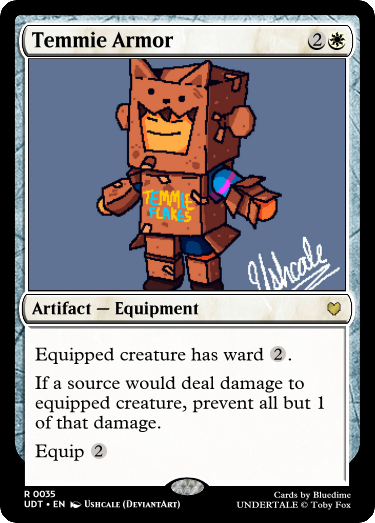 Temmie Armor 2
TEMMIE
FLAKES
Ushcale
Artifact — Equipment
Equipped creature has ward 2.
If a source would deal damage to
equipped creature, prevent all but 1
of that damage.
Equip 2
R 0035
Cards by Bluedime
UDT • EN Ushcale (DeviantArt)
UNDERTALE © Toby Fox